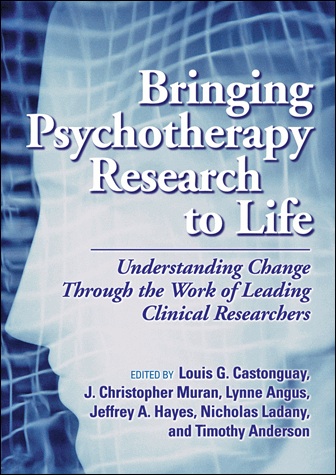 Bringing
Psychotherapy
Research
to Life
Understanding Change
Through the Work of Leading
Clinical Researchers
EDITED BY Louis G. Castonguay,
J. Christopher Muran, Lynne Angus,
Jeffrey A. Hayes, Nicholas Ladany,
and Timothy Anderson